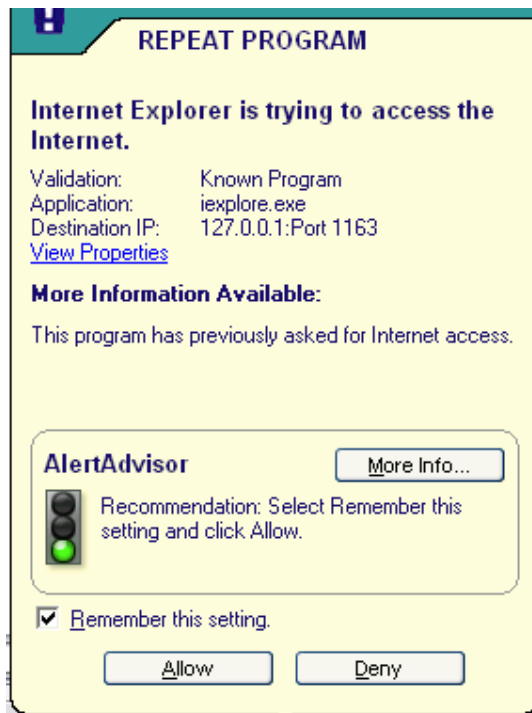 REPEAT PROGRAM
Internet Explorer is trying to access the
Internet.
Validation: Known Program
Application: iexplore.exe
Destination IP: 127.0.0.1:Port 1163
View Properties
More Information Available:
This program has previously asked for Internet access.
AlertAdvisor
More Info...
Recommendation: Select Remember this
setting and click Allow.
Remember this setting.
Allow Deny